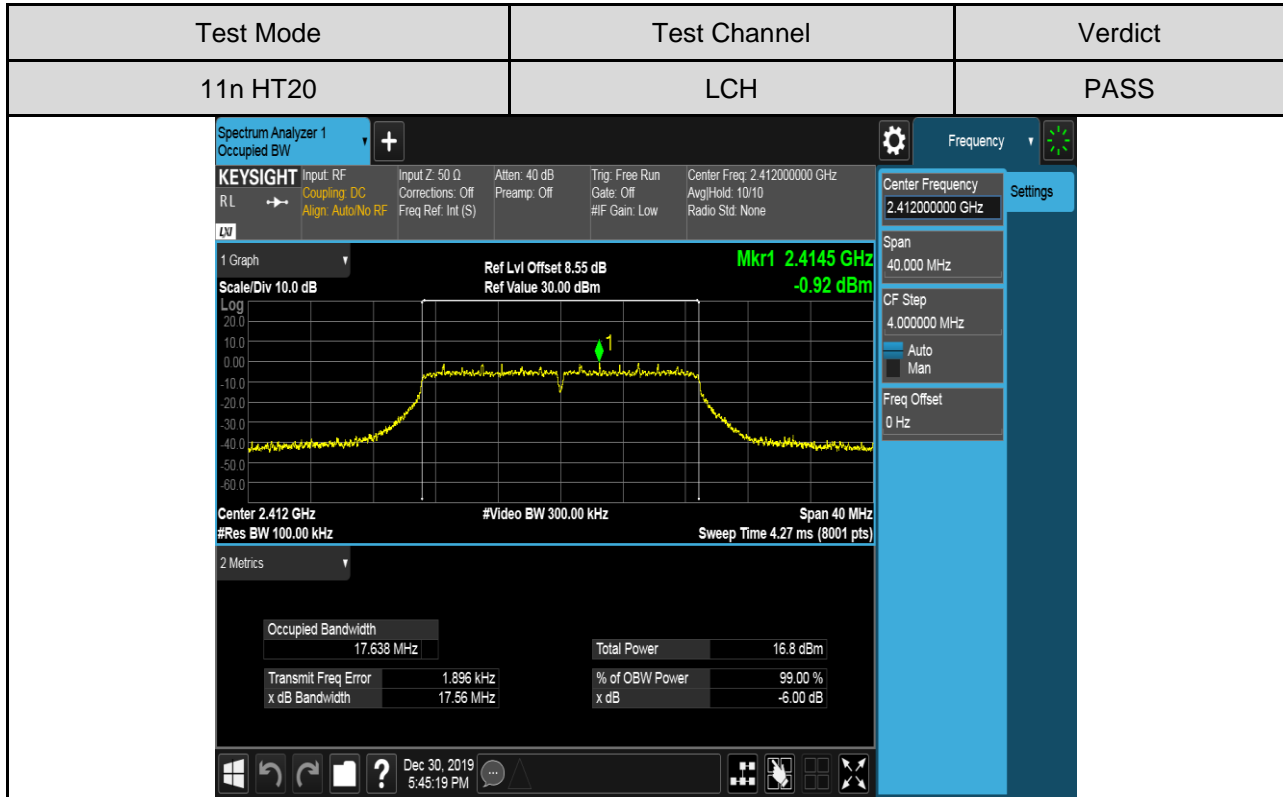 Test Mode Test Channel Verdict
11n HT20 LCH PASS
Spectrum Analyzer 1
Occupied BW
+
Frequency
KEYSIGHT Input: RF Input Z: 50 Ω Atten: 40 dB Trig: Free Run Center Freq: 2.412000000 GHz
RL Coupling: DC Corrections: Off Preamp: Off Gate: Off Avg|Hold: 10/10
Align: Auto/No RF Freq Ref: Int (S) #IF Gain: Low Radio Std: None
LXI
Center Frequency
2.412000000 GHz
Settings
Span
40.000 MHz
CF Step
4.000000 MHz
Auto
Man
Freq Offset
0 Hz
1 Graph
Scale/Div 10.0 dB
Ref Lvl Offset 8.55 dB
Ref Value 30.00 dBm
Mkr1 2.4145 GHz
-0.92 dBm
Log
20.0
10.0
0.00
-10.0
-20.0
-30.0
-40.0
-50.0
-60.0
1
Center 2.412 GHz #Video BW 300.00 kHz Span 40 MHz
#Res BW 100.00 kHz Sweep Time 4.27 ms (8001 pts)
2 Metrics
Occupied Bandwidth
17.638 MHz
Total Power 16.8 dBm
Transmit Freq Error 1.896 kHz % of OBW Power 99.00 %
x dB Bandwidth 17.56 MHz x dB -6.00 dB
?
Dec 30, 2019
5:45:19 PM